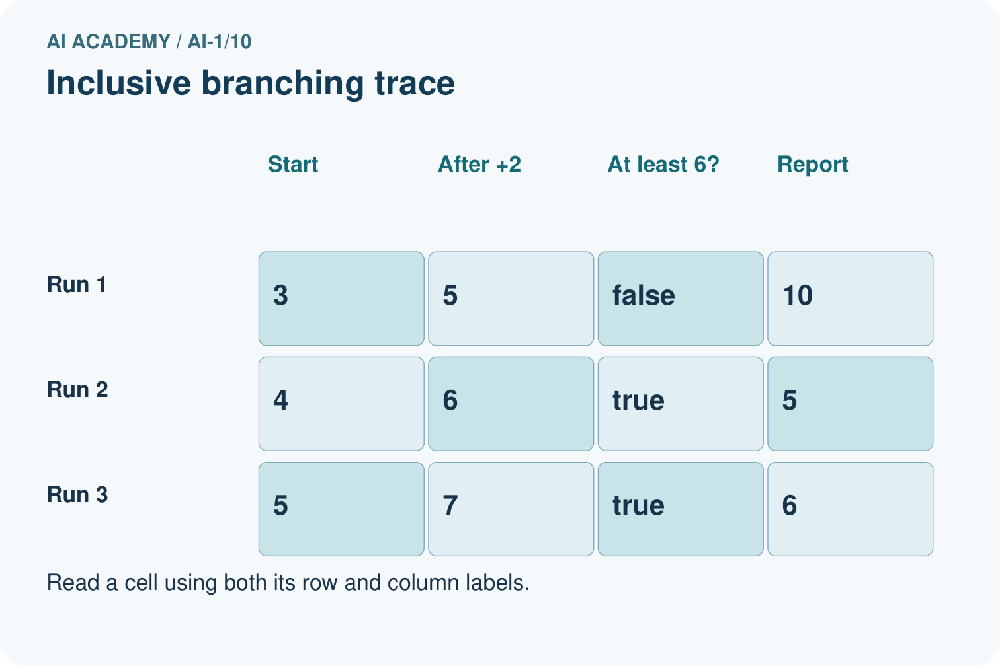 AI ACADEMY / AI-1/10
Inclusive branching trace
Start After +2 At least 6? Report
Run 1 3 5 false 10
Run 2 4 6 true 5
Run 3 5 7 true 6
Read a cell using both its row and column labels.